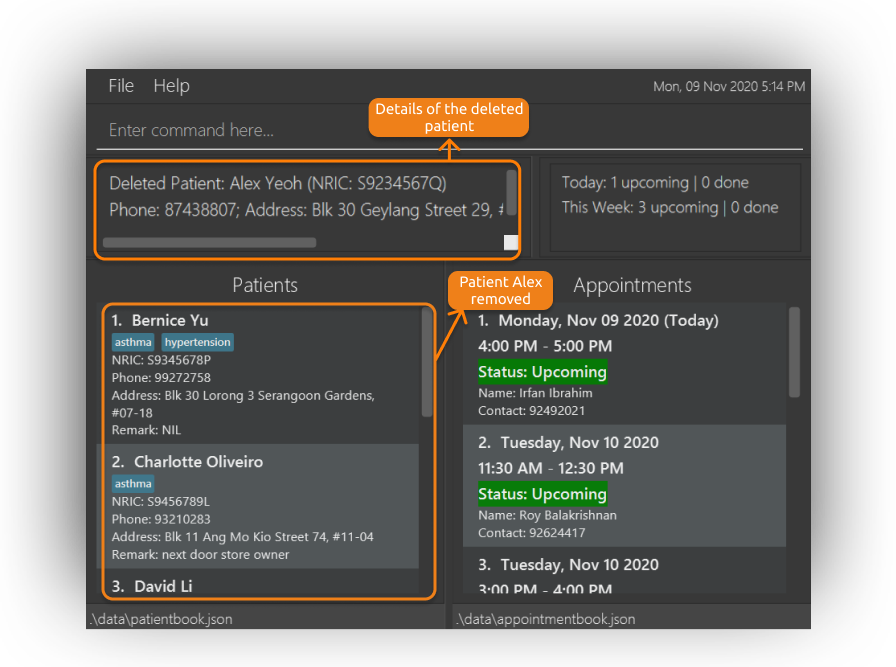 File Help
Mon, 09 Nov 2020 5:14 PM
Details of the deleted
patient
Enter command here...
Deleted Patient: Alex Yeoh (NRIC: S9234567Q)
Phone: 87438807; Address: Blk 30 Geylang Street 29, #
Today: 1 upcoming | 0 done
This Week: 3 upcoming | 0 done
Patients
Patient Alex
removed
Appointments
1. Bernice Yu
asthma hypertension
NRIC: S9345678P
Phone: 99272758
Address: Blk 30 Lorong 3 Serangoon Gardens,
#07-18
Remark: NIL
2. Charlotte Oliveiro
asthma
NRIC: S9456789L
Phone: 93210283
Address: Blk 11 Ang Mo Kio Street 74, #11-04
Remark: next door store owner
3. David Li
1. Monday, Nov 09 2020 (Today)
4:00 PM - 5:00 PM
Status: Upcoming
Name: Irfan Ibrahim
Contact: 92492021
2. Tuesday, Nov 10 2020
11:30 AM - 12:30 PM
Status: Upcoming
Name: Roy Balakrishnan
Contact: 92624417
3. Tuesday, Nov 10 2020
3:00 PM - 4:00 PM
.\data\patientbook.json
.\data\appointmentbook.json